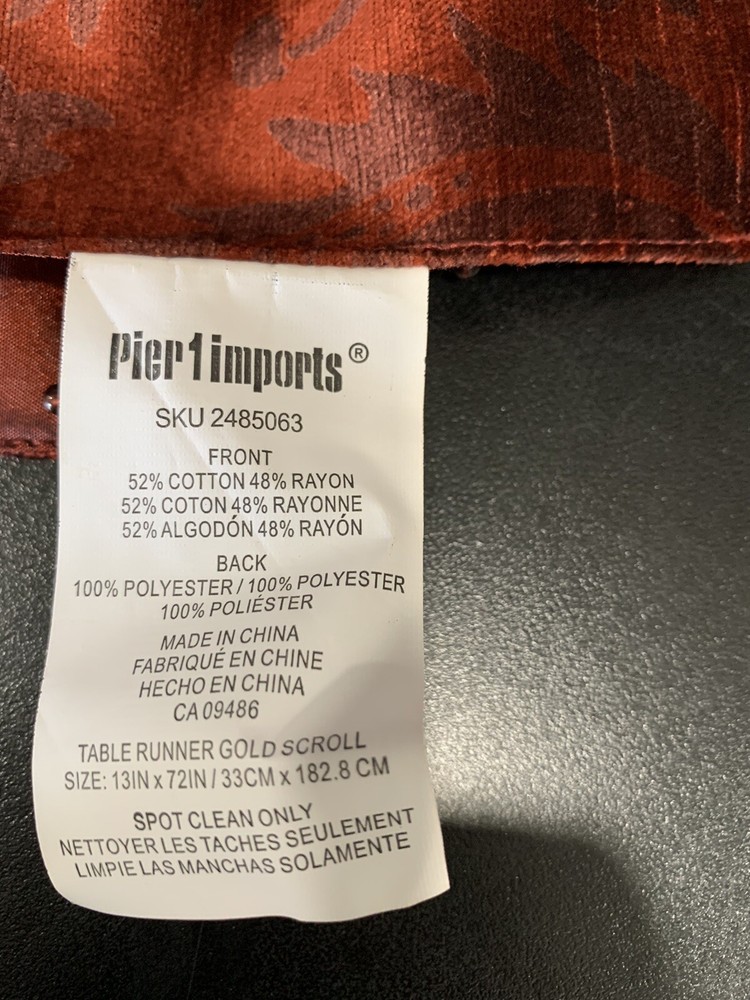 Pier1imports®
SKU 2485063
FRONT
52% COTTON 48% RAYON
52% COTON 48% RAYONNE
52% ALGODÓN 48% RAYÓN
BACK
100% POLYESTER / 100% POLYESTER
100% POLIÉSTER
MADE IN CHINA
FABRIQUÉ EN CHINE
HECHO EN CHINA
CA 09486
TABLE RUNNER GOLD SCROLL
SIZE: 13IN x 72IN / 33CM x 182.8 CM
SPOT CLEAN ONLY
NETTOYER LES TACHES SEULEMENT
LIMPIE LAS MANCHAS SOLAMENTE